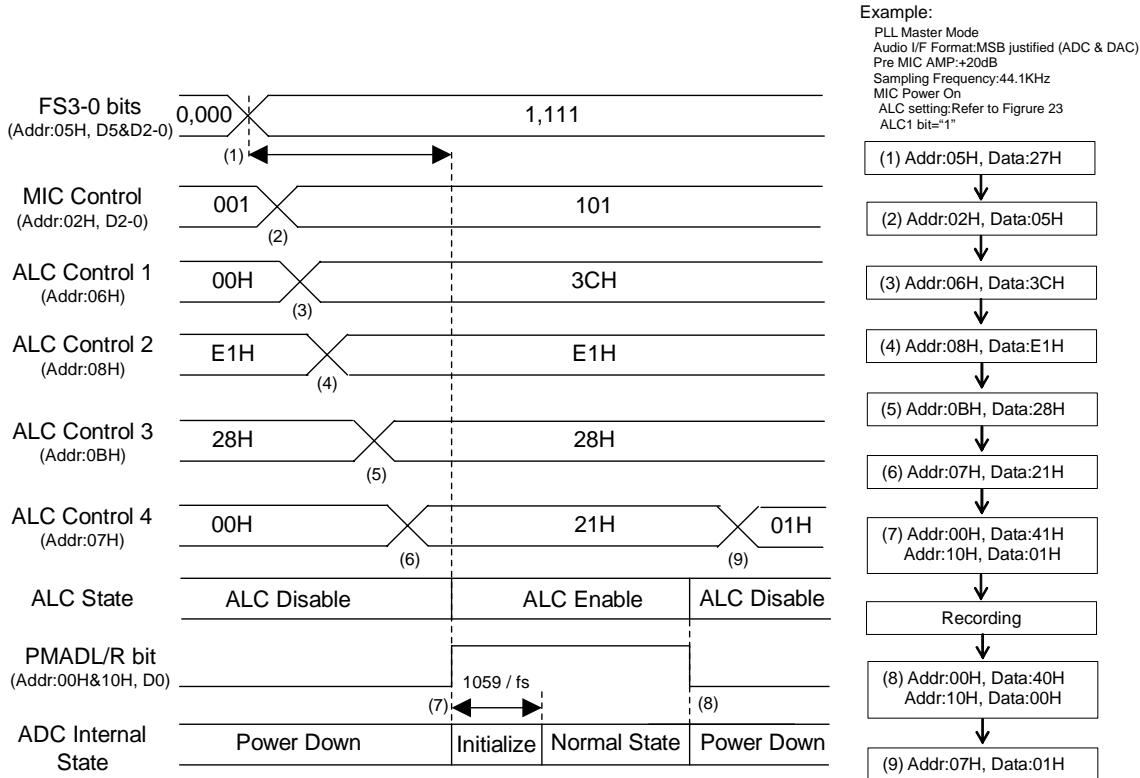 Example:
PLL Master Mode
Audio I/F Format:MSB justified (ADC & DAC)
Pre MIC AMP:+20dB
Sampling Frequency:44.1KHz
MIC Power On
ALC setting:Refer to Figrure 23
ALC1 bit=“1”
FS3-0 bits
(Addr:05H, D5&D2-0)
0,000
1,111
(1)
MIC Control
(Addr:02H, D2-0)
001
101
(2)
ALC Control 1
(Addr:06H)
00H
3CH
(3)
ALC Control 2
(Addr:08H)
E1H
E1H
(4)
ALC Control 3
(Addr:0BH)
28H
28H
(5)
ALC Control 4
(Addr:07H)
00H
21H
01H
(6)
(9)
ALC State
ALC Disable
ALC Enable
ALC Disable
PMADL/R bit
(Addr:00H&10H, D0)
1059 / fs
(7)
(8)
ADC Internal
State
Power Down
Initialize
Normal State
Power Down
(1) Addr:05H, Data:27H
(2) Addr:02H, Data:05H
(3) Addr:06H, Data:3CH
(4) Addr:08H, Data:E1H
(5) Addr:0BH, Data:28H
(6) Addr:07H, Data:21H
(7) Addr:00H, Data:41H
Addr:10H, Data:01H
Recording
(8) Addr:00H, Data:40H
Addr:10H, Data:00H
(9) Addr:07H, Data:01H